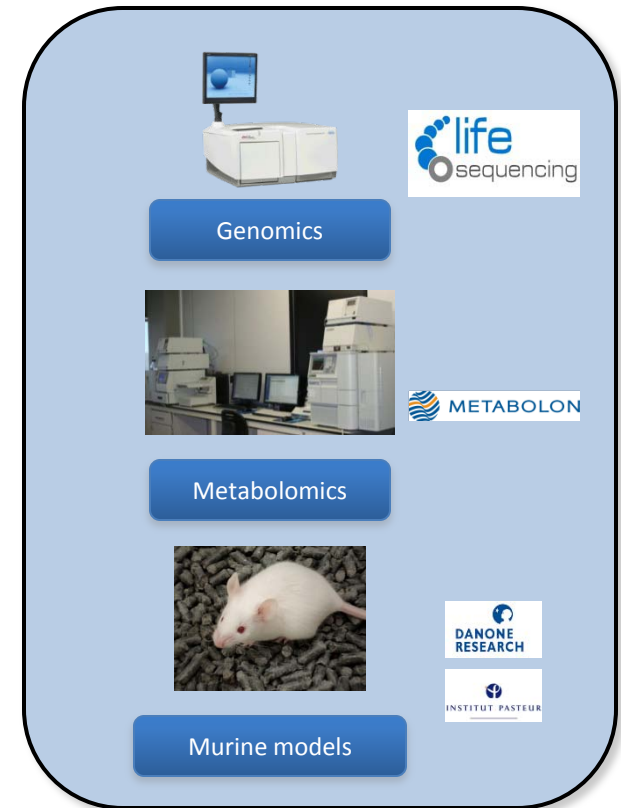 life
sequencing
Genomics
METABOLON
Metabolomics
DANONE
RESEARCH
INSTITUT PASTEUR
Murine models